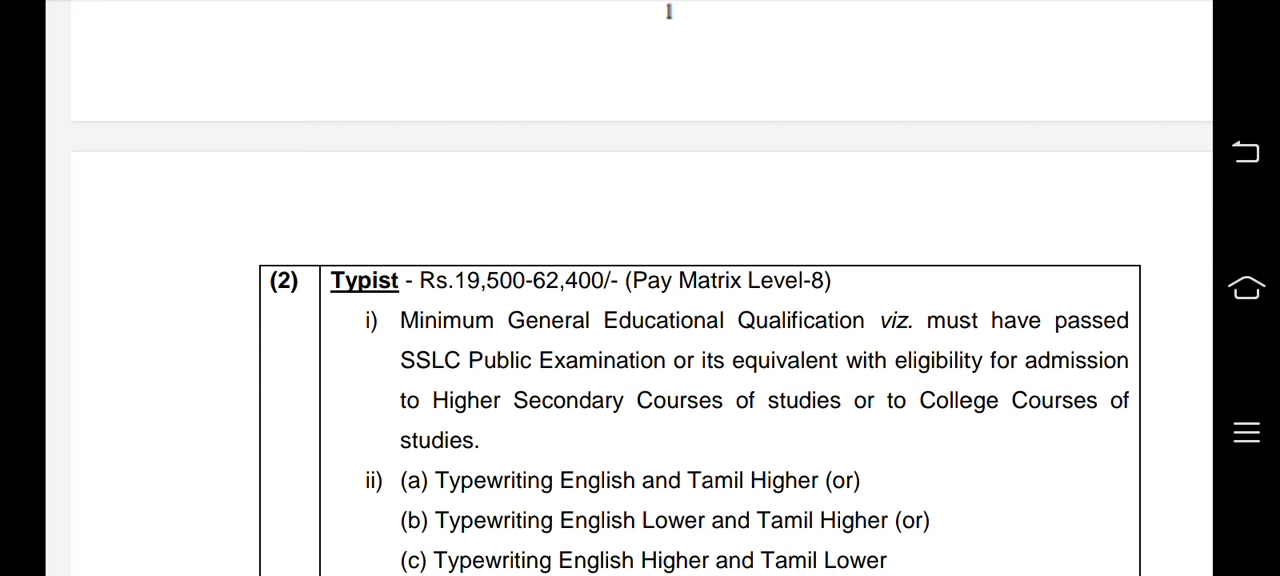 1
(2) Typist - Rs.19,500-62,400/- (Pay Matrix Level-8)
i) Minimum General Educational Qualification viz. must have passed
SSLC Public Examination or its equivalent with eligibility for admission
to Higher Secondary Courses of studies or to College Courses of
studies.
ii) (a) Typewriting English and Tamil Higher (or)
(b) Typewriting English Lower and Tamil Higher (or)
(c) Typewriting English Higher and Tamil Lower